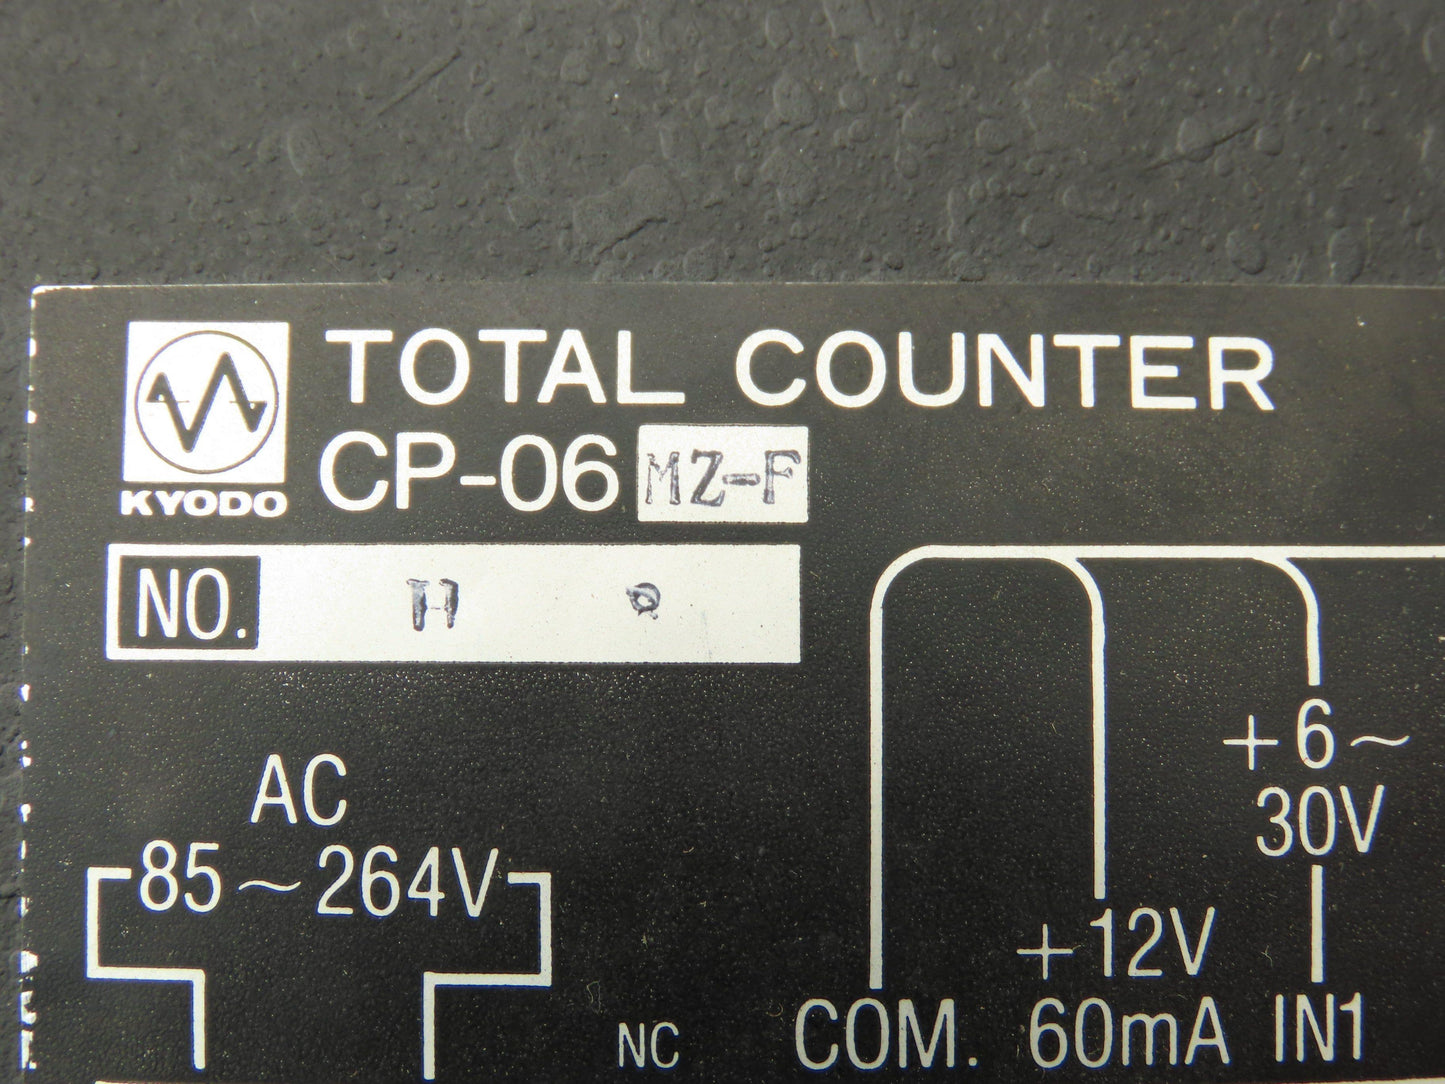 TOTAL COUNTER
KYODO
CP-06 MZ-F
NO. H
AC
85~264V
+6~
30V
+12V
NC
COM. 60mA IN1